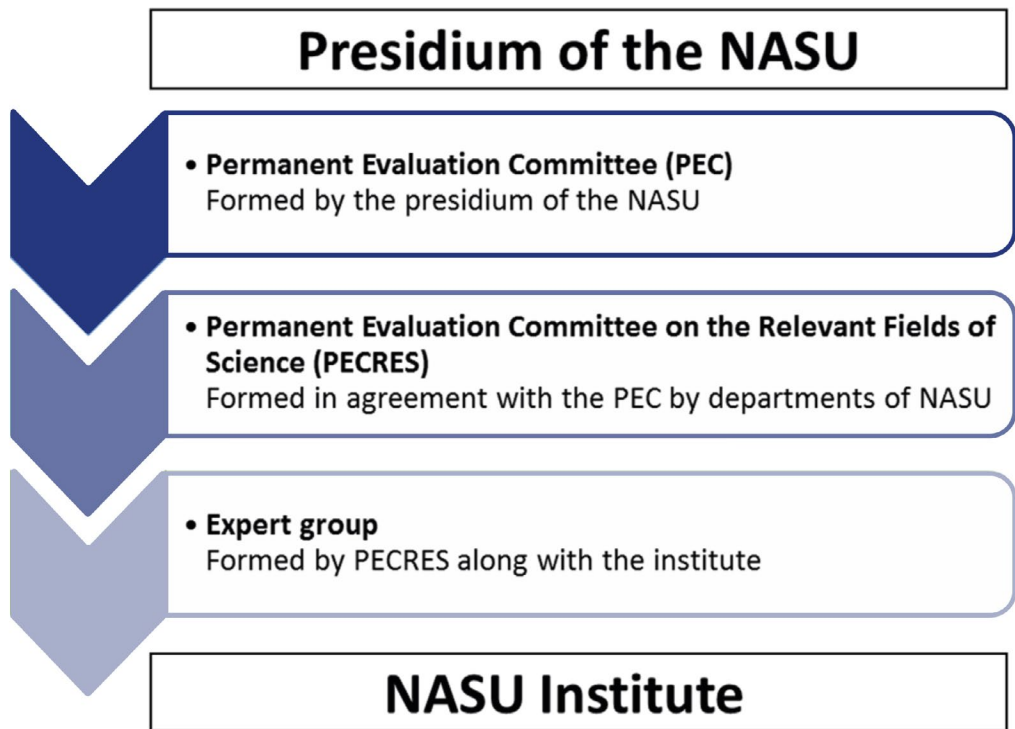 Presidium of the NASU
• Permanent Evaluation Committee (PEC)
Formed by the presidium of the NASU
• Permanent Evaluation Committee on the Relevant Fields of
Science (PECRES)
Formed in agreement with the PEC by departments of NASU
• Expert group
Formed by PECRES along with the institute
NASU Institute